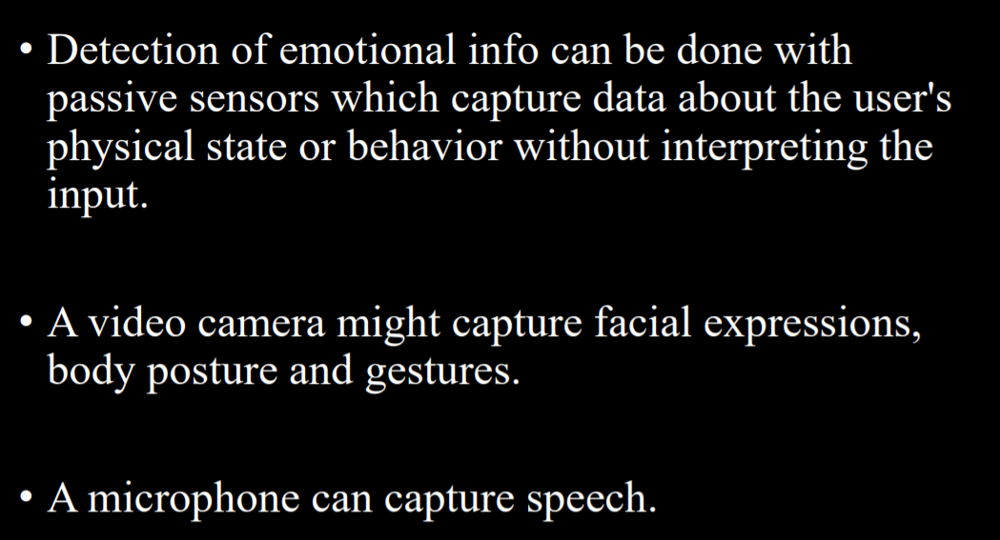 • Detection of emotional info can be done with
passive sensors which capture data about the user's
physical state or behavior without interpreting the
input.
• A video camera might capture facial expressions,
body posture and gestures.
• A microphone can capture speech.